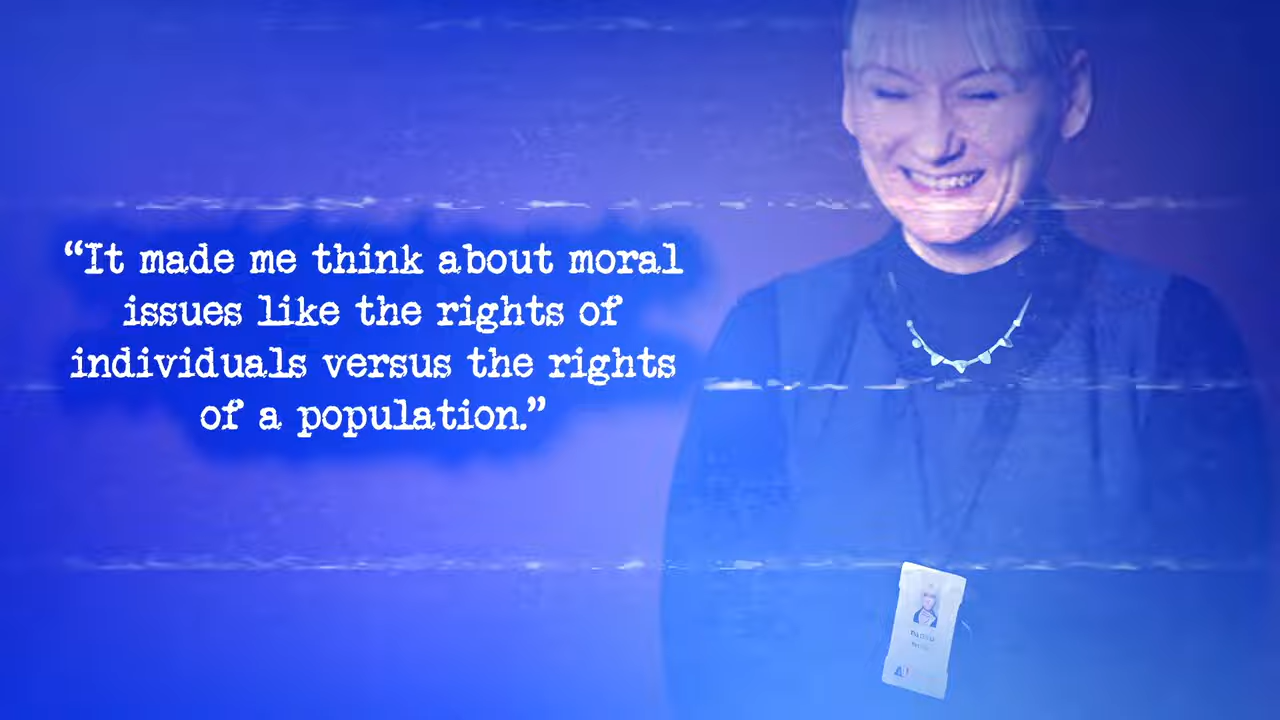 “It made me think about moral
issues like the rights of
individuals versus the rights
of a population.”